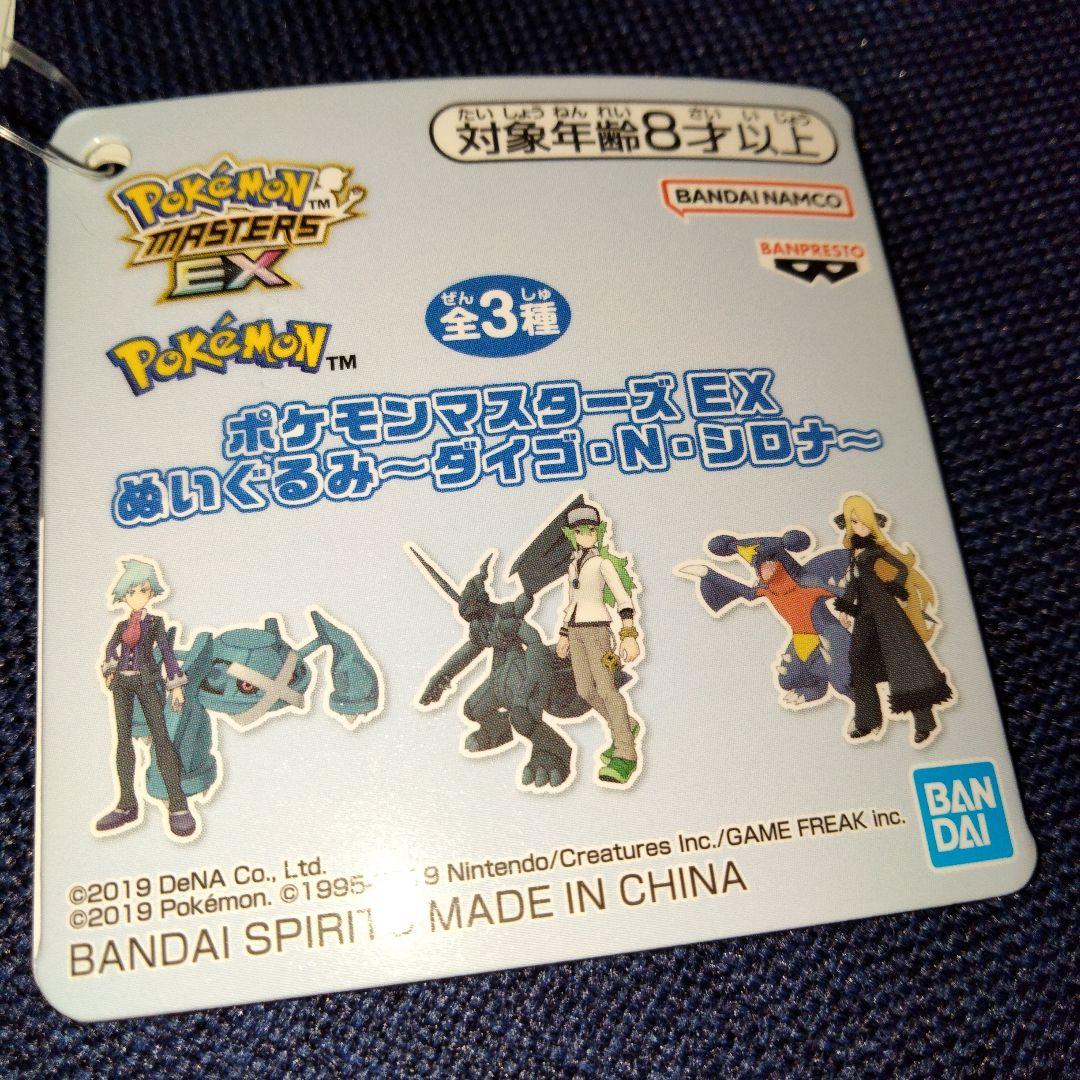 たいしょうねんれい さいいじょう
対象年齢8才以上
POKéMON TM
MASTERS
EX
BANDAI NAMCO
BANPRESTO
ぜん しゅ
全3種
POKéMON TM
ポケモンマスターズ EX
ぬいぐるみ~ダイゴ・N・シロナ~
BAN
DAI
©2019 DeNA Co., Ltd.
©2019 Pokémon. ©1995- 9 Nintendo/Creatures Inc./GAME FREAK inc.
BANDAI SPIRITS MADE IN CHINA